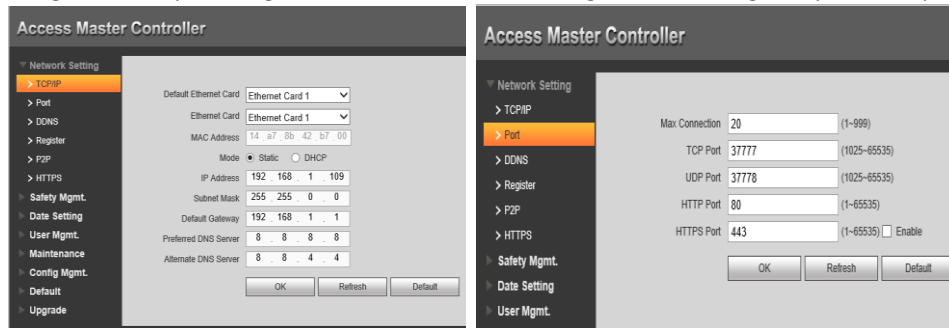 Access Master Controller
Network Setting
TCP/IP
Port
DDNS
Register
P2P
HTTPS
Safety Mgmt.
Date Setting
User Mgmt.
Maintenance
Config Mgmt.
Default
Upgrade
Default Ethernet Card Ethernet Card 1
Ethernet Card Ethernet Card 1
MAC Address 14 . a7 . 8b . 42 . b7 . 00
Mode Static DHCP
IP Address 192 . 168 . 1 . 109
Subnet Mask 255 . 255 . 0 . 0
Default Gateway 192 . 168 . 1 . 1
Preferred DNS Server 8 . 8 . 8 . 8
Alternate DNS Server 8 . 8 . 4 . 4
OK Refresh Default
Access Master Controller
Network Setting
TCP/IP
Port
DDNS
Register
P2P
HTTPS
Safety Mgmt.
Date Setting
User Mgmt.
Max Connection 20 (1~999)
TCP Port 37777 (1025~65535)
UDP Port 37778 (1025~65535)
HTTP Port 80 (1~65535)
HTTPS Port 443 (1~65535) Enable
OK Refresh Default